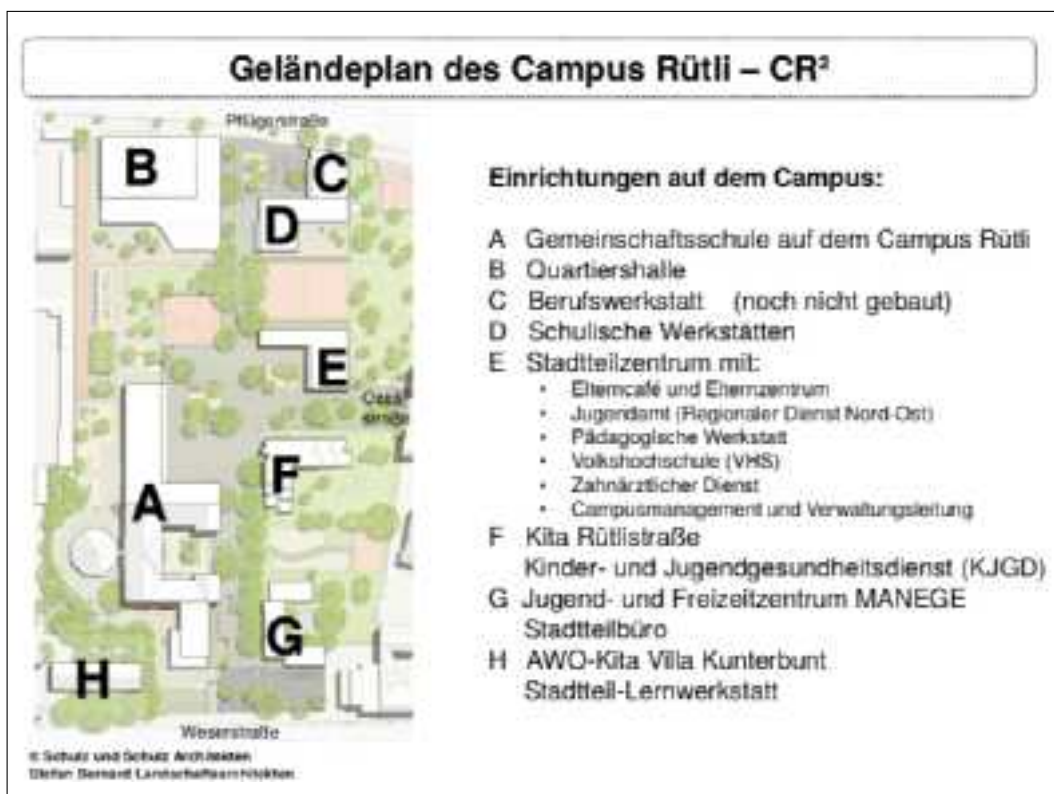 Geländeplan des Campus Rütli – CR²
Pflügerstraße
B
C
D
E
Ossa
straße
F
A
G
H
Weserstraße
© Schulz und Schulz Architekten
Stefan Bernard Landschaftsarchitekten
Einrichtungen auf dem Campus:
A Gemeinschaftsschule auf dem Campus Rütli
B Quartiershalle
C Berufswerkstatt (noch nicht gebaut)
D Schulische Werkstätten
E Stadtteilzentrum mit:
• Elterncafé und Elternzentrum
• Jugendamt (Regionaler Dienst Nord-Ost)
• Pädagogische Werkstatt
• Volkshochschule (VHS)
• Zahnärztlicher Dienst
• Campusmanagement und Verwaltungsleitung
F Kita Rütlistraße
Kinder- und Jugendgesundheitsdienst (KJGD)
G Jugend- und Freizeitzentrum MANEGE
Stadtteilbüro
H AWO-Kita Villa Kunterbunt
Stadtteil-Lernwerkstatt